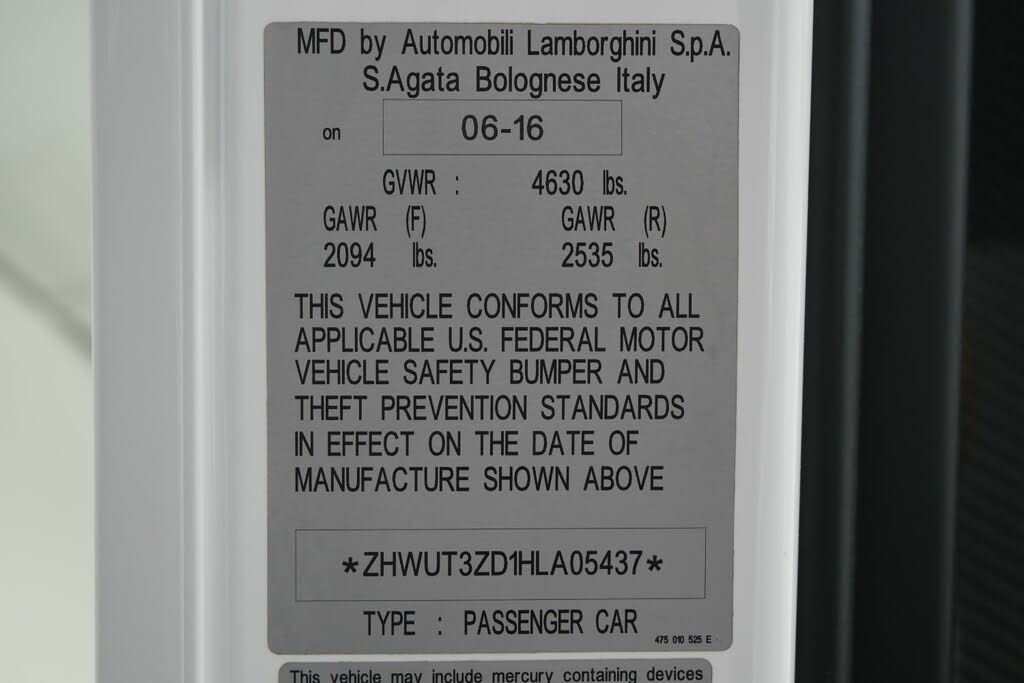 MFD by Automobili Lamborghini S.p.A.
S.Agata Bolognese Italy
on 06-16
GVWR : 4630 lbs.
GAWR (F) GAWR (R)
2094 lbs. 2535 lbs.
THIS VEHICLE CONFORMS TO ALL
APPLICABLE U.S. FEDERAL MOTOR
VEHICLE SAFETY BUMPER AND
THEFT PREVENTION STANDARDS
IN EFFECT ON THE DATE OF
MANUFACTURE SHOWN ABOVE
*ZHWUT3ZD1HLA05437*
TYPE : PASSENGER CAR
475 010 525 E
This vehicle may include mercury containing devices